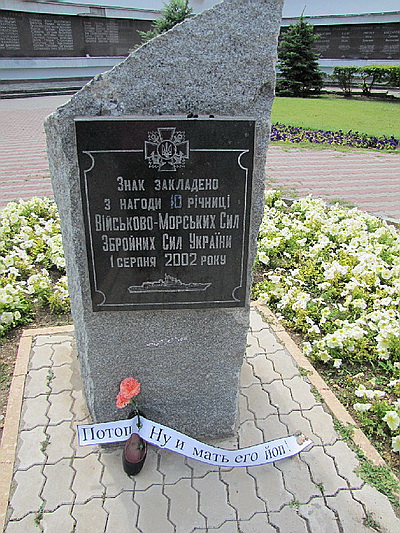 Знак закладено
з нагоди 10 річниці
Військово-Морських Сил
Збройних Сил України
1 серпня 2002 року
Потоп
Ну и мать его йоп!